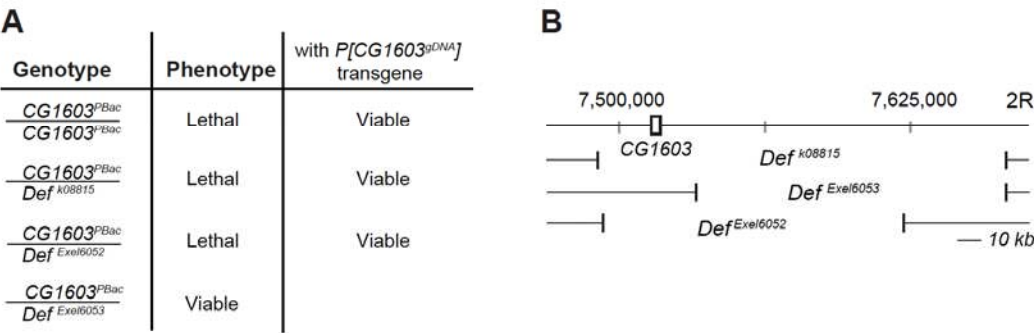 A
Genotype Phenotype with P[CG1603gDNA] transgene
CG1603PBac
CG1603PBac
Lethal Viable
CG1603PBac
Def k08815
Lethal Viable
CG1603PBac
Def Exel6052
Lethal Viable
CG1603PBac
Def Exel6053
Viable
B
7,500,000 7,625,000 2R
CG1603
Def k08815
Def Exel6053
Def Exel6052
10 kb